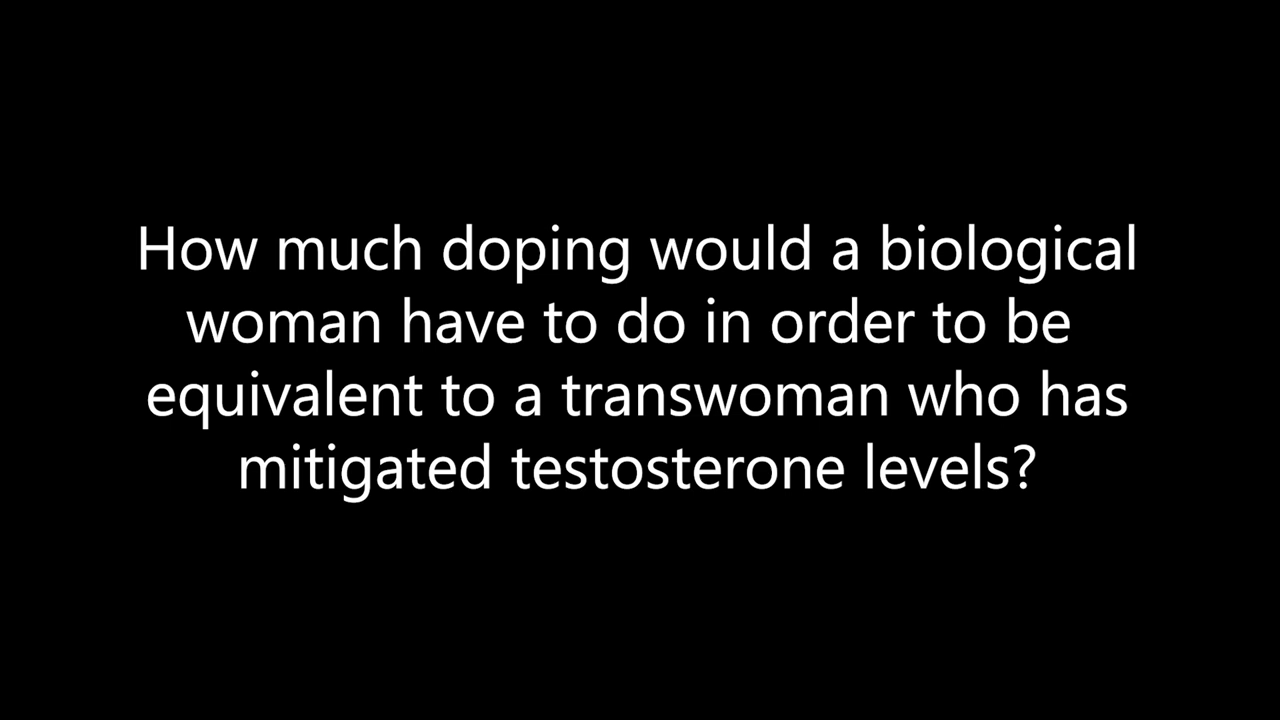 How much doping would a biological
woman have to do in order to be
equivalent to a transwoman who has
mitigated testosterone levels?